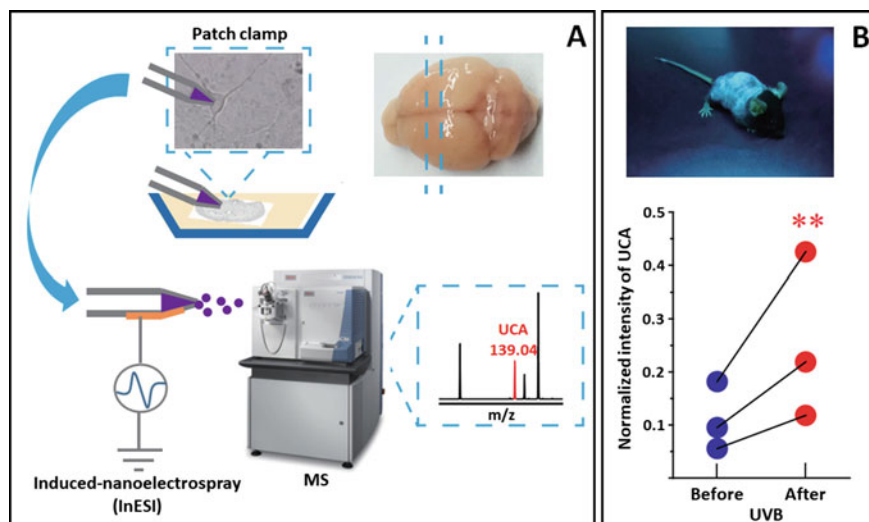 A
Patch clamp
UCA
139.04
m/z
MS
Induced-nanoelectrospray
(InESI)
B
**
Normalized intensity of UCA
0.5
0.4
0.3
0.2
0.1
Before
After
UVB